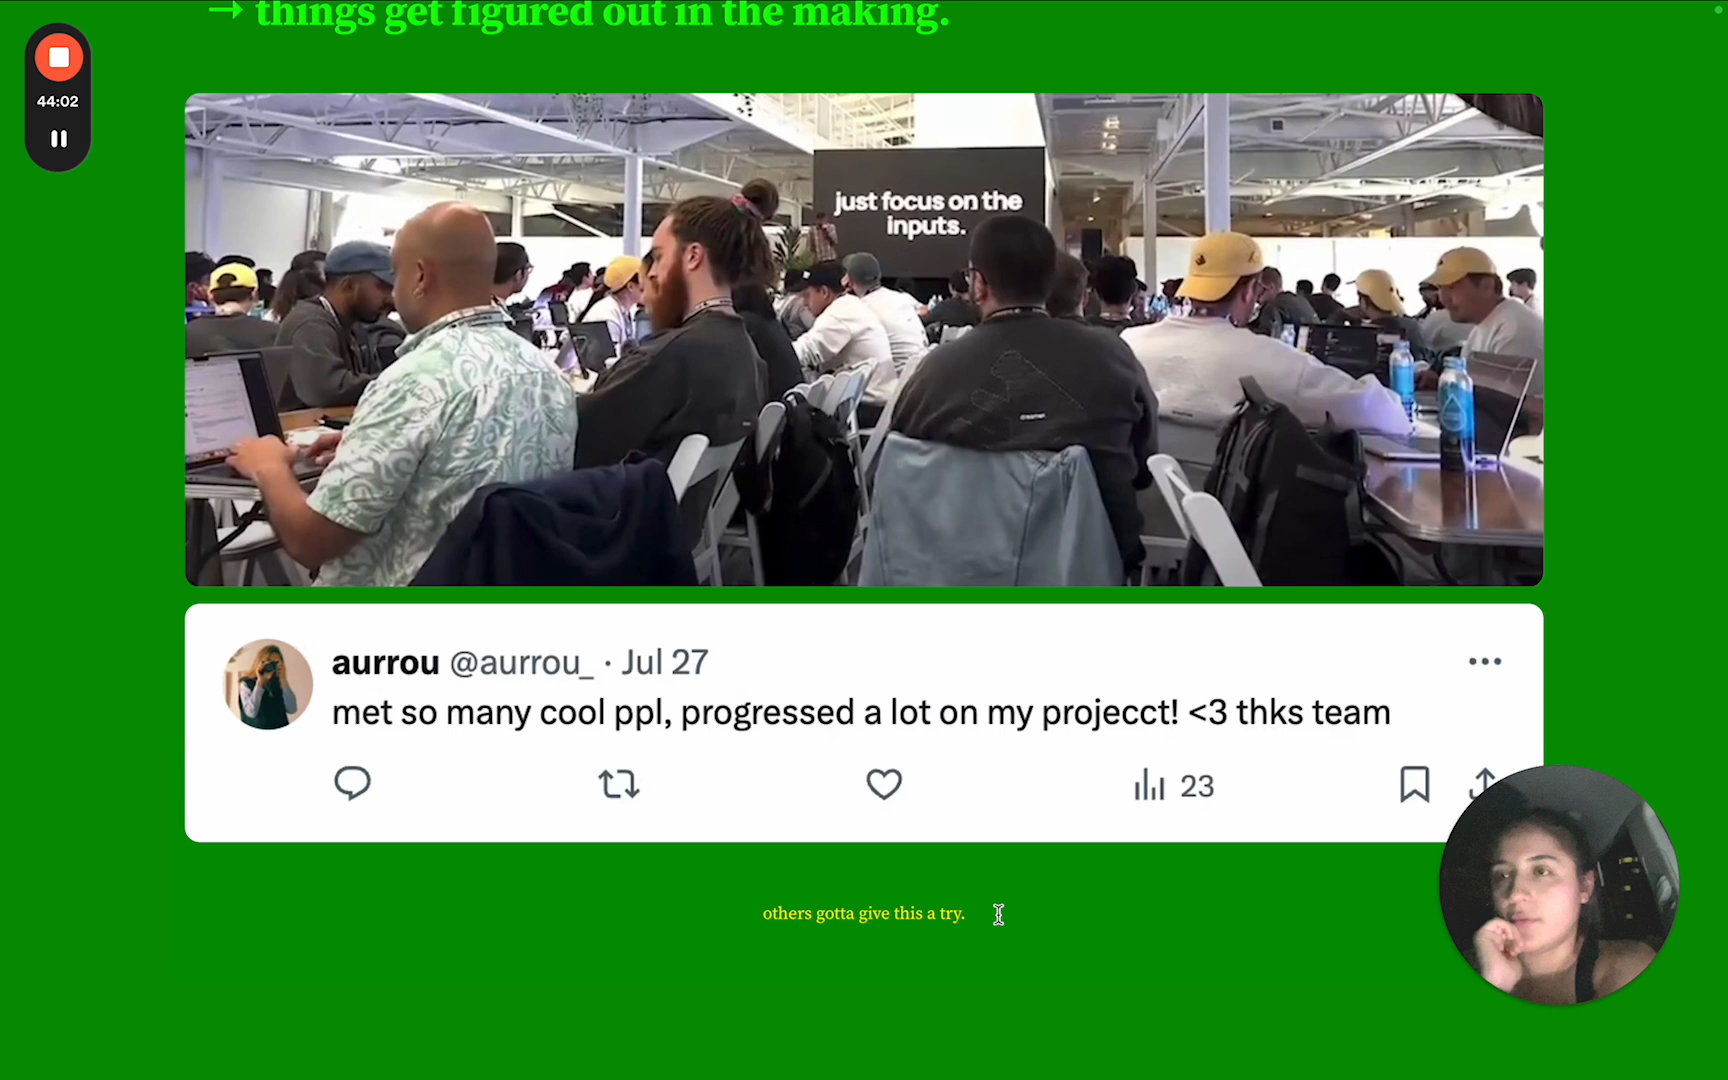 → things get figured out in the making.
44:02
just focus on the
inputs.
aurrou @aurrou_ · Jul 27
met so many cool ppl, progressed a lot on my projecct! <3 thks team
23
others gotta give this a try.